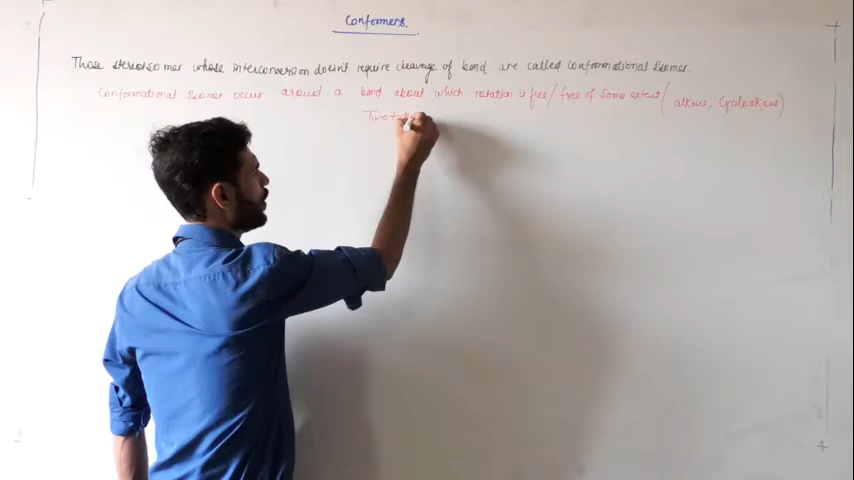 Conformers.
Those stereoisomer whose interconversion doesn't require cleavage of bond are called Conformational Isomer.
Conformational Isomer occur around a bond about which rotation is free/free of some extent (alkane, Cycloalkane)